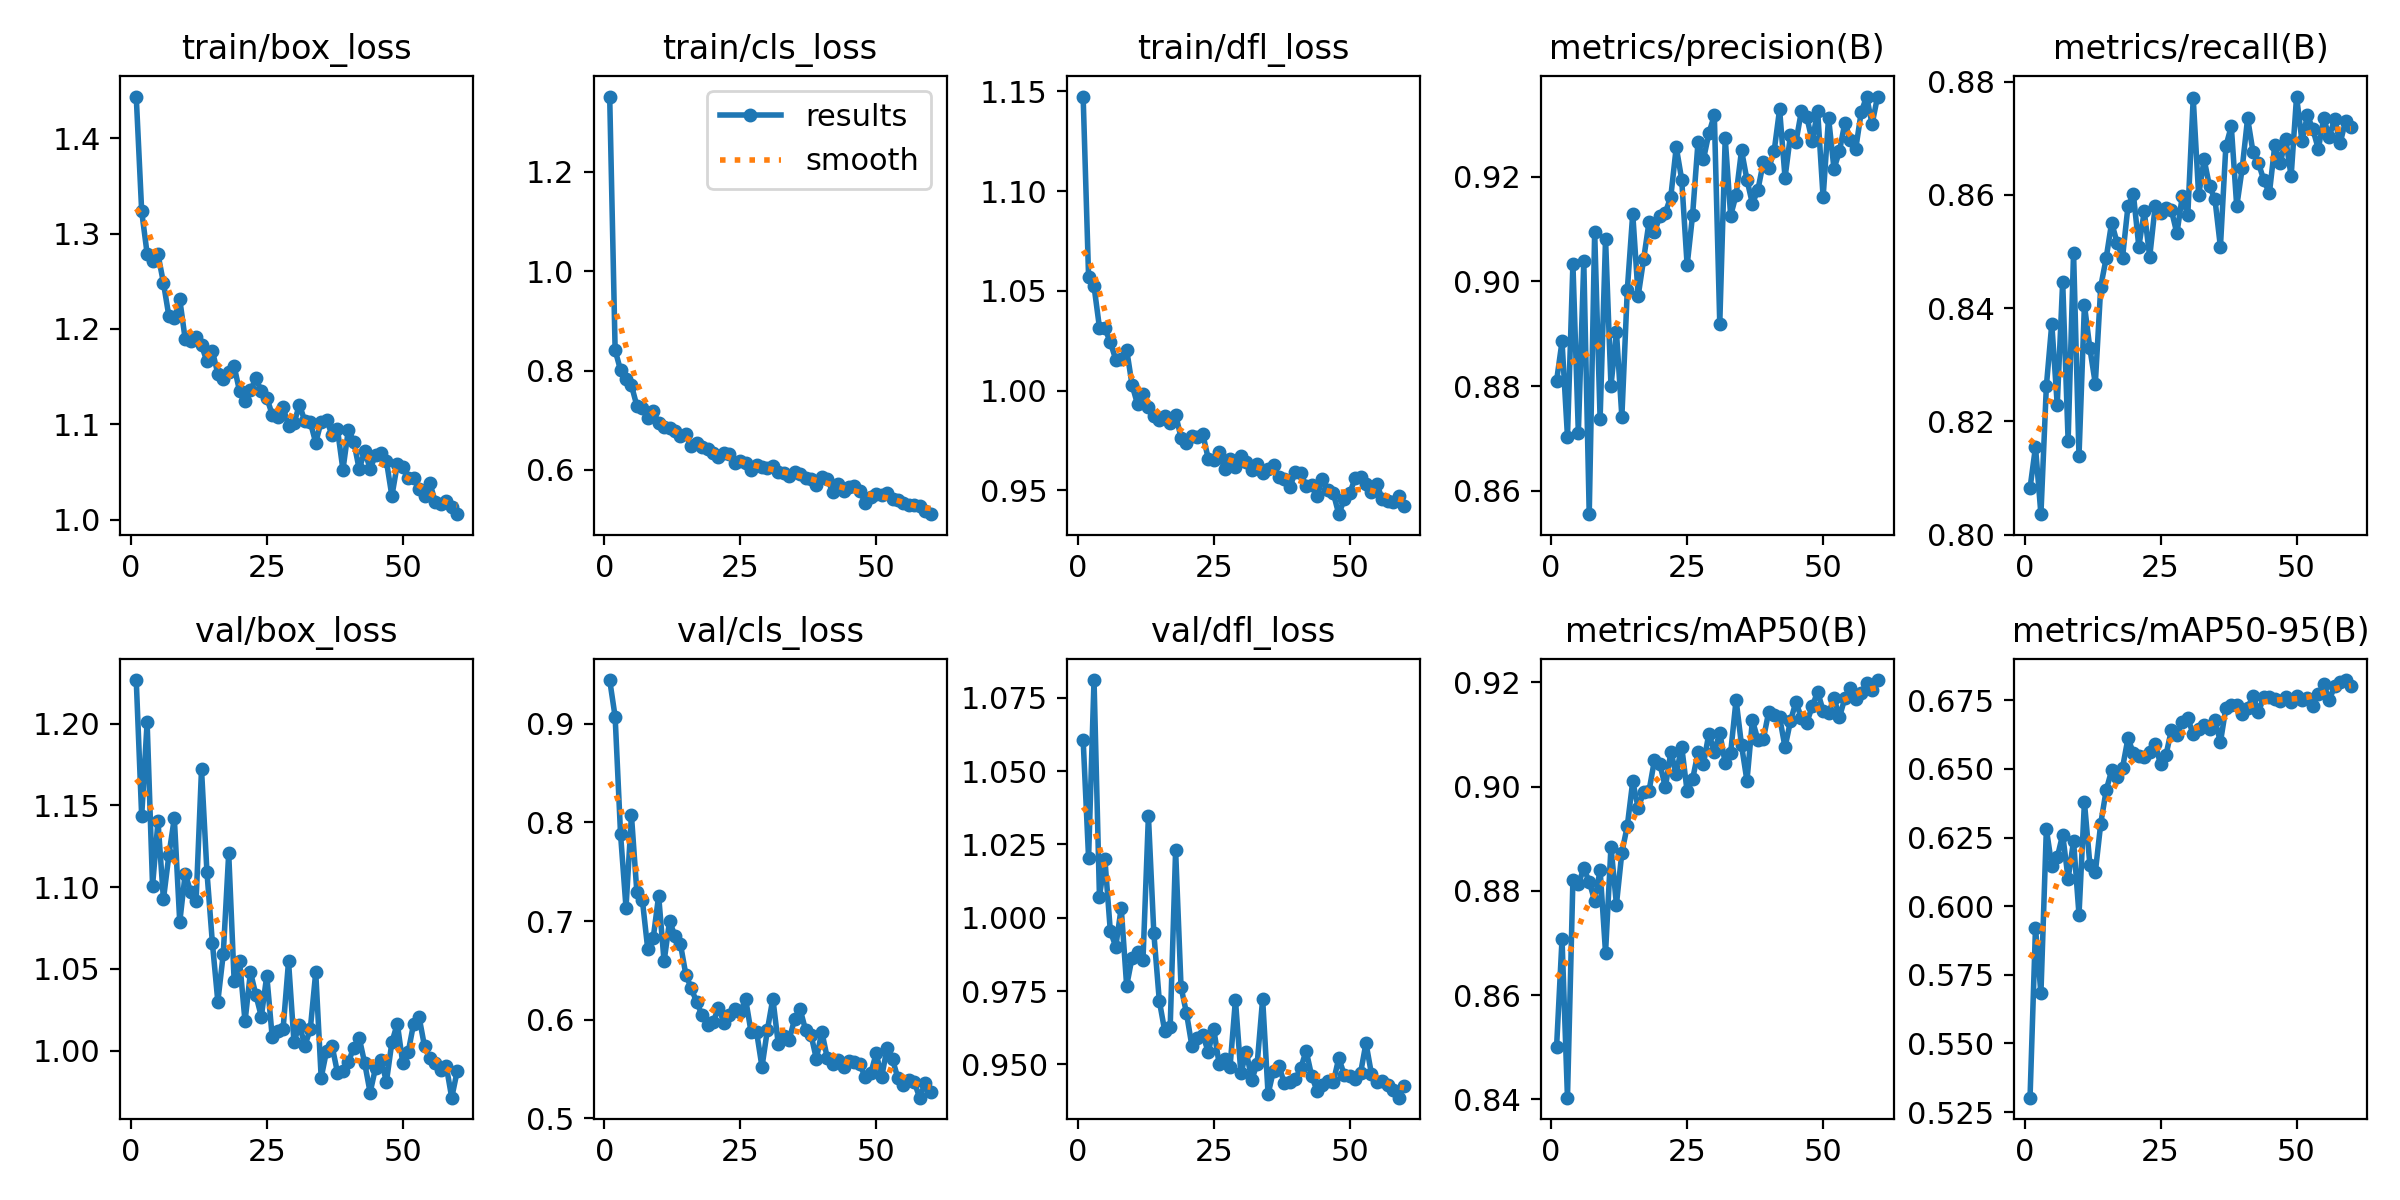 train/box_loss
1.4
1.3
1.2
1.1
1.0
0 25 50
train/cls_loss
results
smooth
1.2
1.0
0.8
0.6
0 25 50
train/dfl_loss
1.15
1.10
1.05
1.00
0.95
0 25 50
metrics/precision(B)
0.92
0.90
0.88
0.86
0 25 50
metrics/recall(B)
0.88
0.86
0.84
0.82
0.80
0 25 50
val/box_loss
1.20
1.15
1.10
1.05
1.00
0 25 50
val/cls_loss
0.9
0.8
0.7
0.6
0.5
0 25 50
val/dfl_loss
1.075
1.050
1.025
1.000
0.975
0.950
0 25 50
metrics/mAP50(B)
0.92
0.90
0.88
0.86
0.84
0 25 50
metrics/mAP50-95(B)
0.675
0.650
0.625
0.600
0.575
0.550
0.525
0 25 50